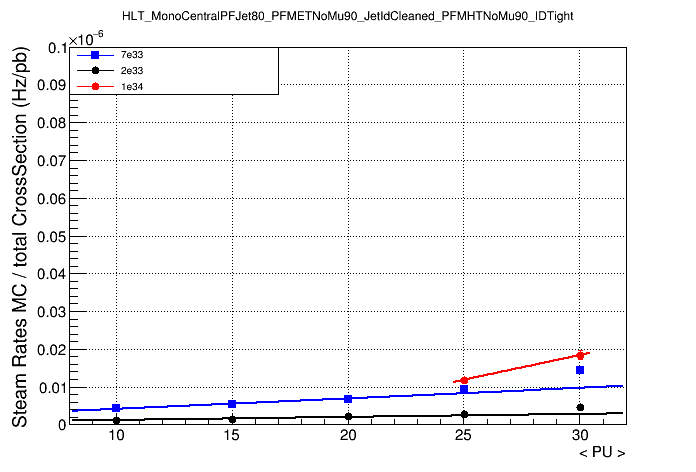 HLT_MonoCentralPFJet80_PFMETNoMu90_JetIdCleaned_PFMHTNoMu90_IDTight
×10⁻⁶
7e33
2e33
1e34
Steam Rates MC / total CrossSection (Hz/pb)
0.1
0.09
0.08
0.07
0.06
0.05
0.04
0.03
0.02
0.01
0
10 15 20 25 30
< PU >